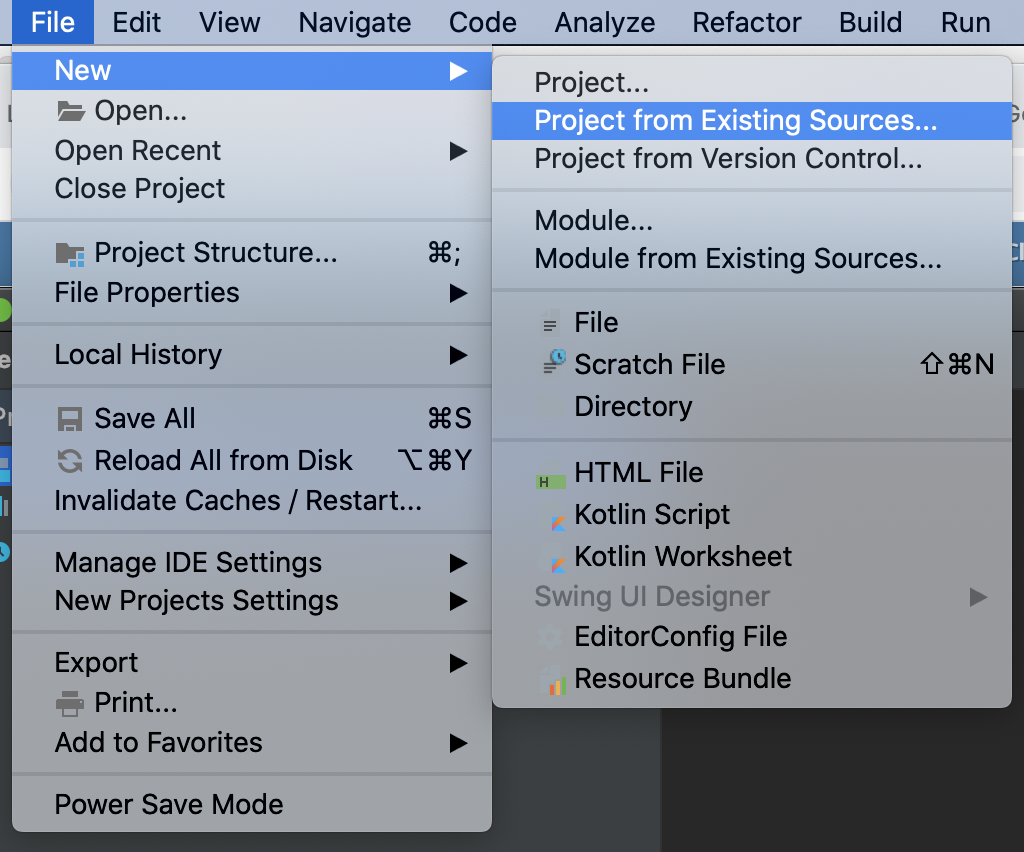 File Edit View Navigate Code Analyze Refactor Build Run
New
Open...
Open Recent
Close Project
Project Structure... ⌘;
File Properties
Local History
Save All ⌘S
Reload All from Disk ⌥⌘Y
Invalidate Caches / Restart...
Manage IDE Settings
New Projects Settings
Export
Print...
Add to Favorites
Power Save Mode
Project...
Project from Existing Sources...
Project from Version Control...
Module...
Module from Existing Sources...
File
Scratch File ⇧⌘N
Directory
H HTML File
Kotlin Script
Kotlin Worksheet
Swing UI Designer
EditorConfig File
Resource Bundle